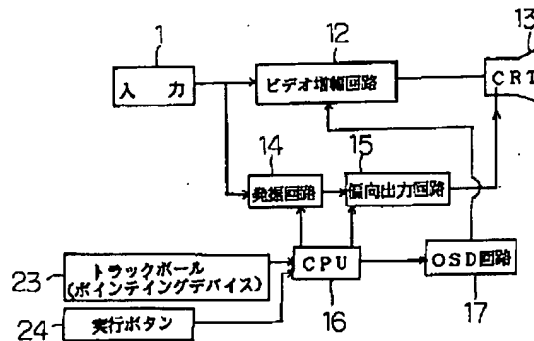 1
12
13
入 力
ビデオ増幅回路
CRT
14
15
発振回路
偏向出力回路
23
トラックボール
(ポインティングデバイス)
CPU
OSD回路
16
17
24
実行ボタン